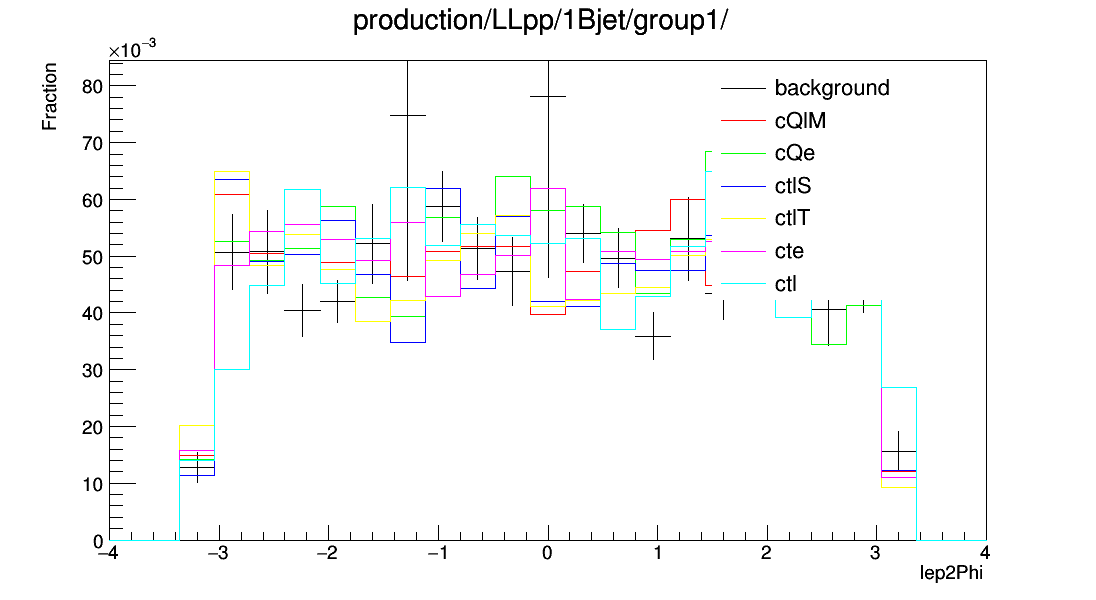 production/LLpp/1Bjet/group1/
×10⁻³
Fraction
80
70
60
50
40
30
20
10
0
background
cQlM
cQe
ctlS
ctlT
cte
ctl
−4 −3 −2 −1 0 1 2 3 4
lep2Phi